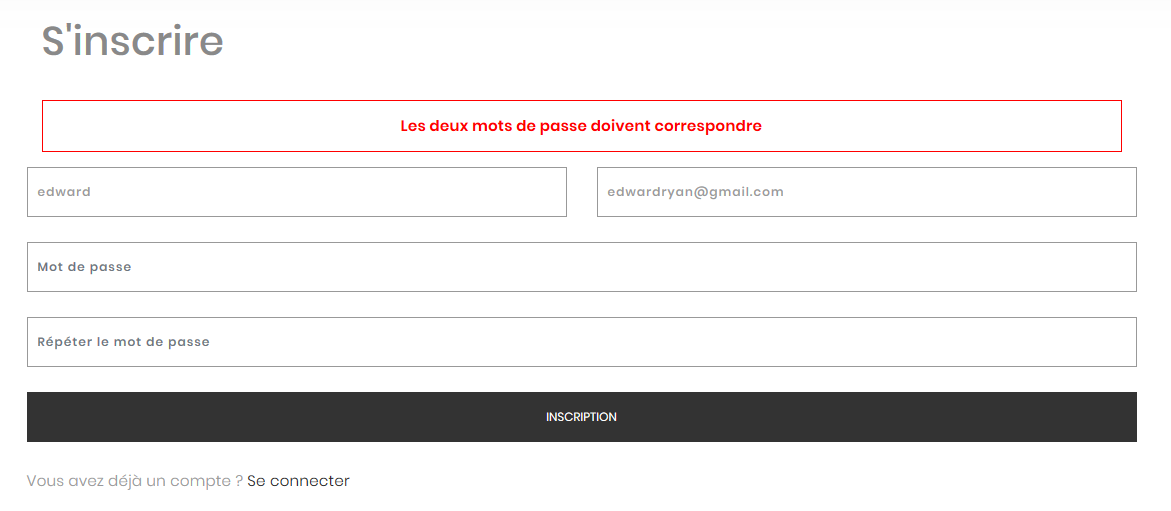 S'inscrire
Les deux mots de passe doivent correspondre
edward
edwardryan@gmail.com
Mot de passe
Répéter le mot de passe
INSCRIPTION
Vous avez déjà un compte ? Se connecter